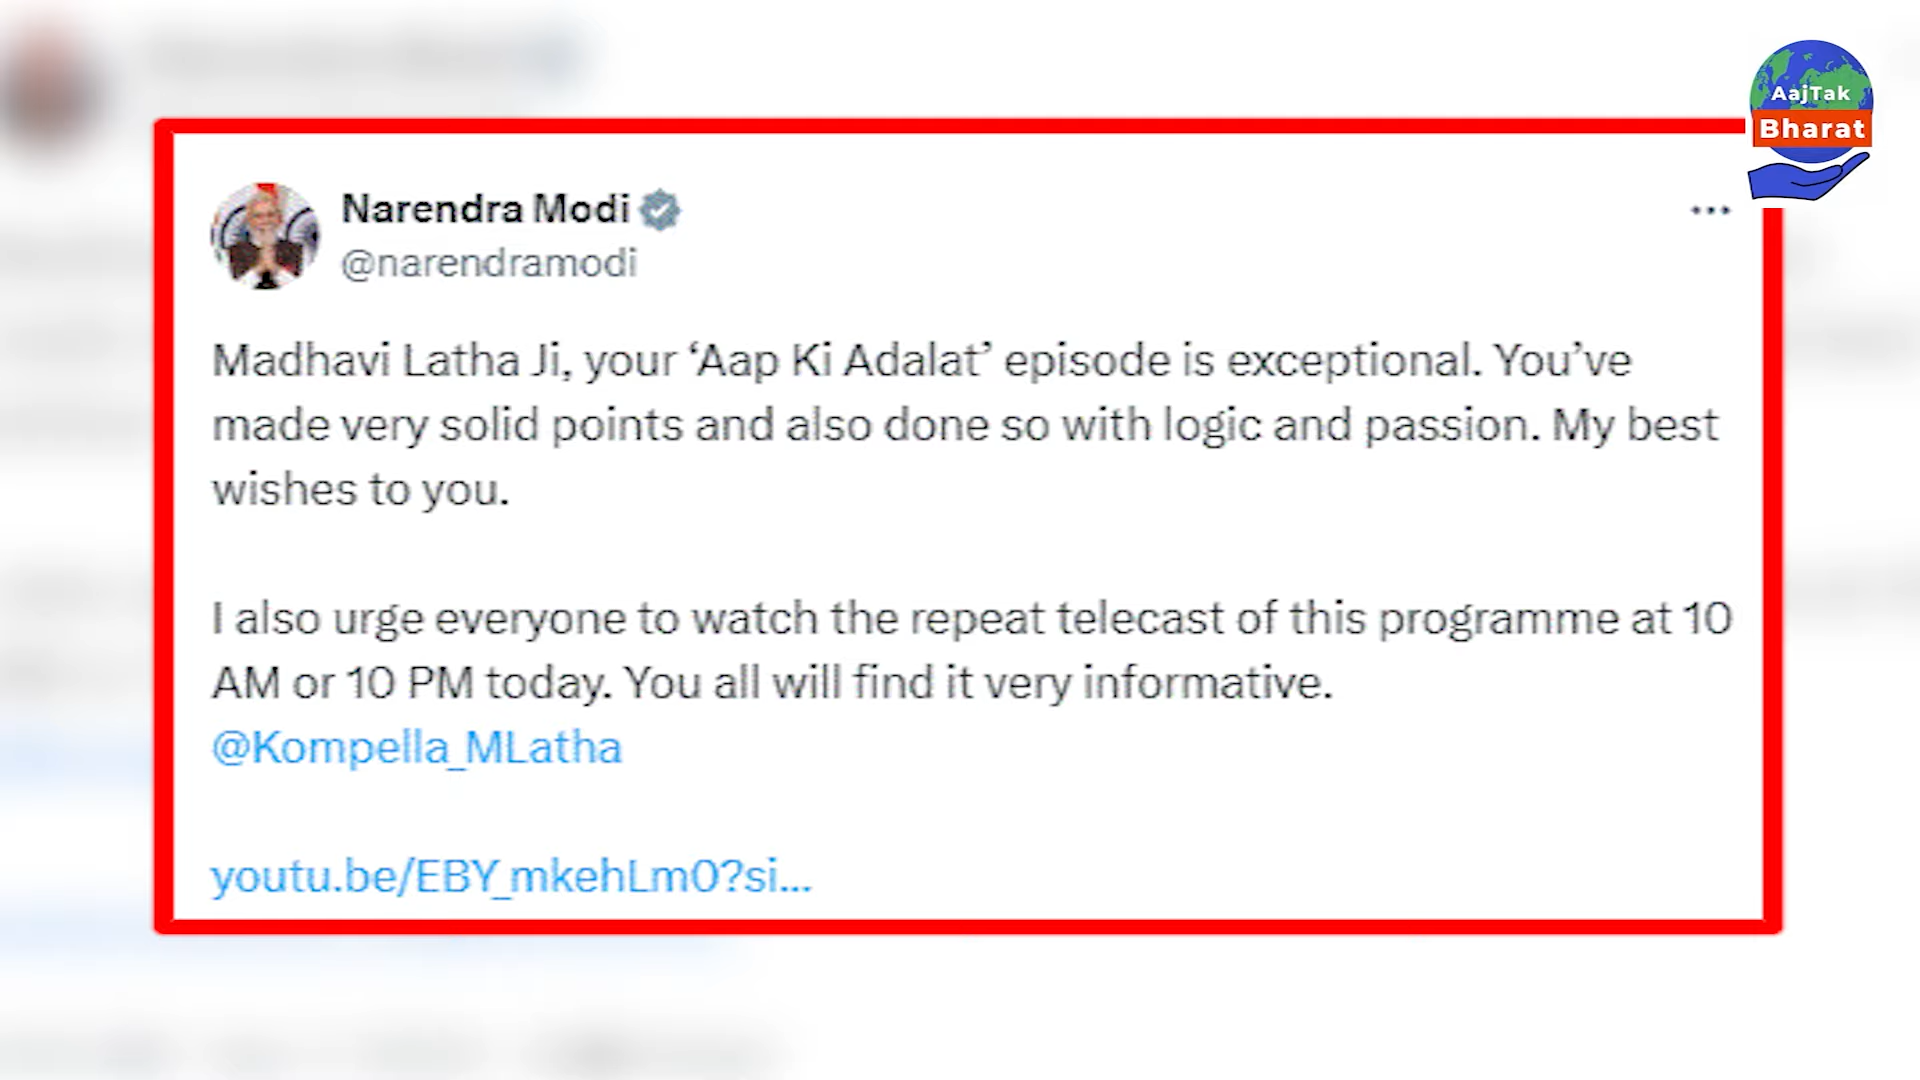 AajTak
Bharat
Narendra Modi
@narendramodi
Madhavi Latha Ji, your ‘Aap Ki Adalat’ episode is exceptional. You’ve
made very solid points and also done so with logic and passion. My best
wishes to you.
I also urge everyone to watch the repeat telecast of this programme at 10
AM or 10 PM today. You all will find it very informative.
@Kompella_MLatha
youtu.be/EBY_mkehLm0?si...